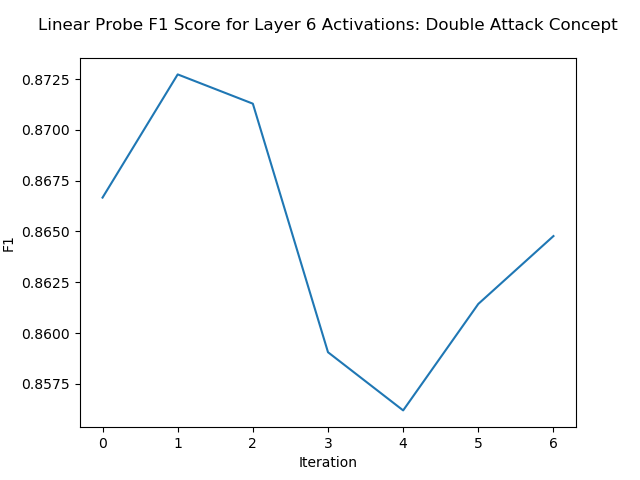 Linear Probe F1 Score for Layer 6 Activations: Double Attack Concept
0.8725
0.8700
0.8675
0.8650
0.8625
0.8600
0.8575
F1
0 1 2 3 4 5 6
Iteration